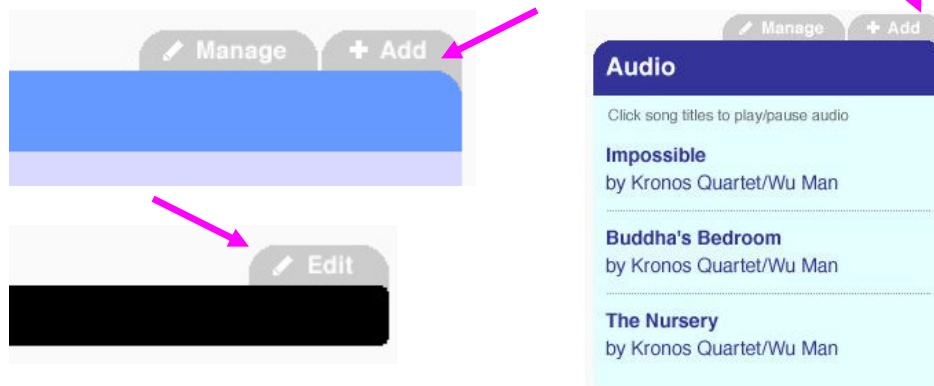 Manage + Add
Edit
Manage + Add
Audio
Click song titles to play/pause audio
Impossible
by Kronos Quartet/Wu Man
Buddha's Bedroom
by Kronos Quartet/Wu Man
The Nursery
by Kronos Quartet/Wu Man